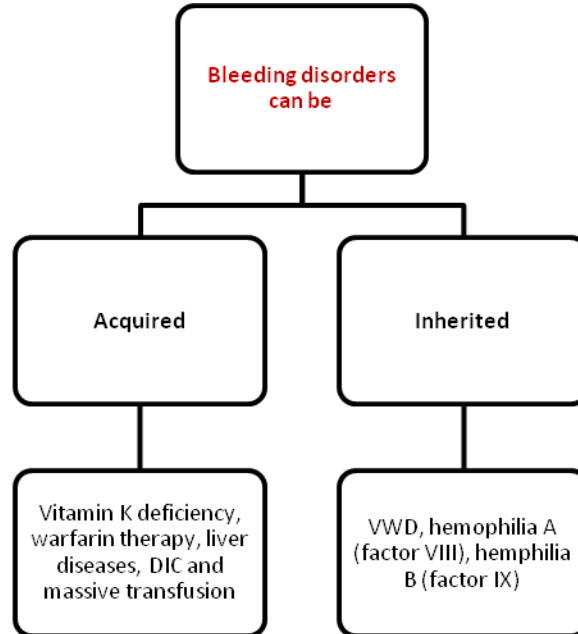 Bleeding disorders
can be
Acquired
Inherited
Vitamin K deficiency,
warfarin therapy, liver
diseases, DIC and
massive transfusion
VWD, hemophilia A
(factor VIII), hemphilia
B (factor IX)